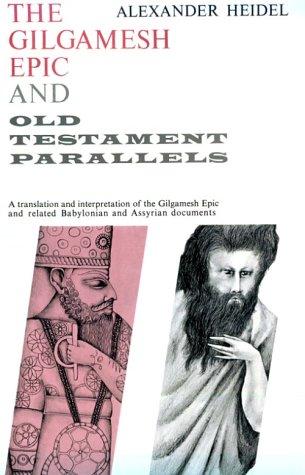 THE
ALEXANDER HEIDEL
GILGAMESH
EPIC
AND
OLD
TESTAMENT
PARALLELS
A translation and interpretation of the Gilgamesh Epic
and related Babylonian and Assyrian documents